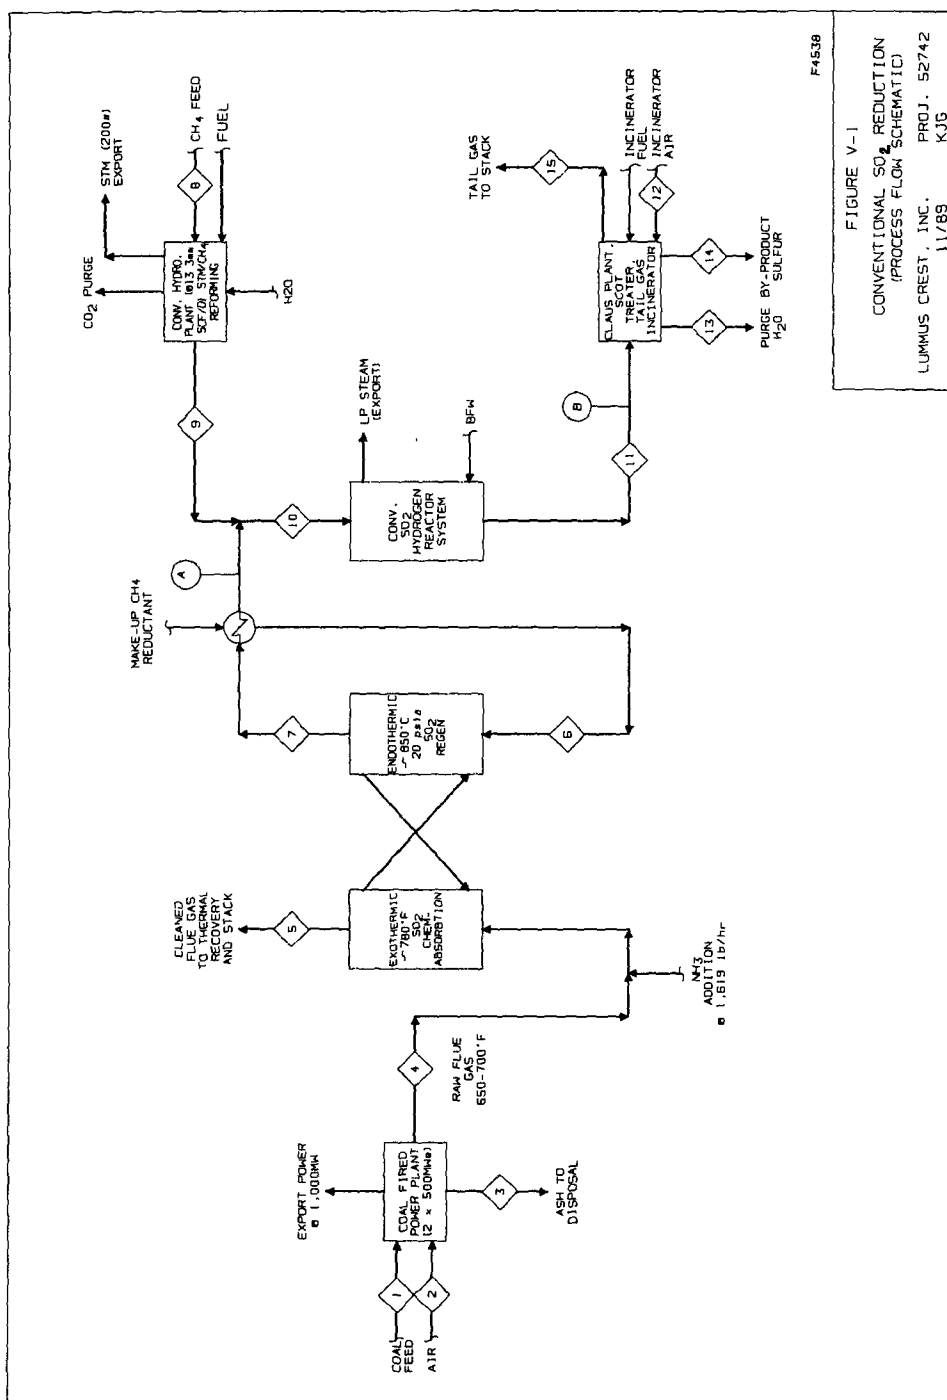 COAL
FEED
1
AIR
2
COAL FIRED
POWER PLANT
(2 x 500MWe)
EXPORT POWER
@ 1,000MW
3
ASH TO
DISPOSAL
4
RAW FLUE
GAS
650-700°F
NH3
ADDITION
@ 1,619 lb/hr
EXOTHERMIC
~780°F
SO2
CHEM.
ABSORBTION
5
CLEANED
FLUE GAS
TO THERMAL
RECOVERY
AND STACK
ENDOTHERMIC
~850°C
20 psia
SO2
REGEN
6
7
MAKE-UP CH4
REDUCTANT
A
9
10
CONV.
SO2
HYDROGEN
REACTOR
SYSTEM
LP STEAM
(EXPORT)
BFW
CO2 PURGE
STM (200#)
EXPORT
8
CH4 FEED
FUEL
CONV. HYDRO.
PLANT (@13.3mm
SCF/D) STM/CH4
REFORMING
H2O
11
B
CLAUS PLANT,
SCOT
TREATER,
TAIL GAS
INCINERATOR
TAIL GAS
TO STACK
15
INCINERATOR
FUEL
INCINERATOR
AIR
12
13
14
PURGE
H2O
BY-PRODUCT
SULFUR
F4538
FIGURE V-1
CONVENTIONAL SO2 REDUCTION
(PROCESS FLOW SCHEMATIC)
LUMMUS CREST, INC. PROJ. 52742
11/89 KJG